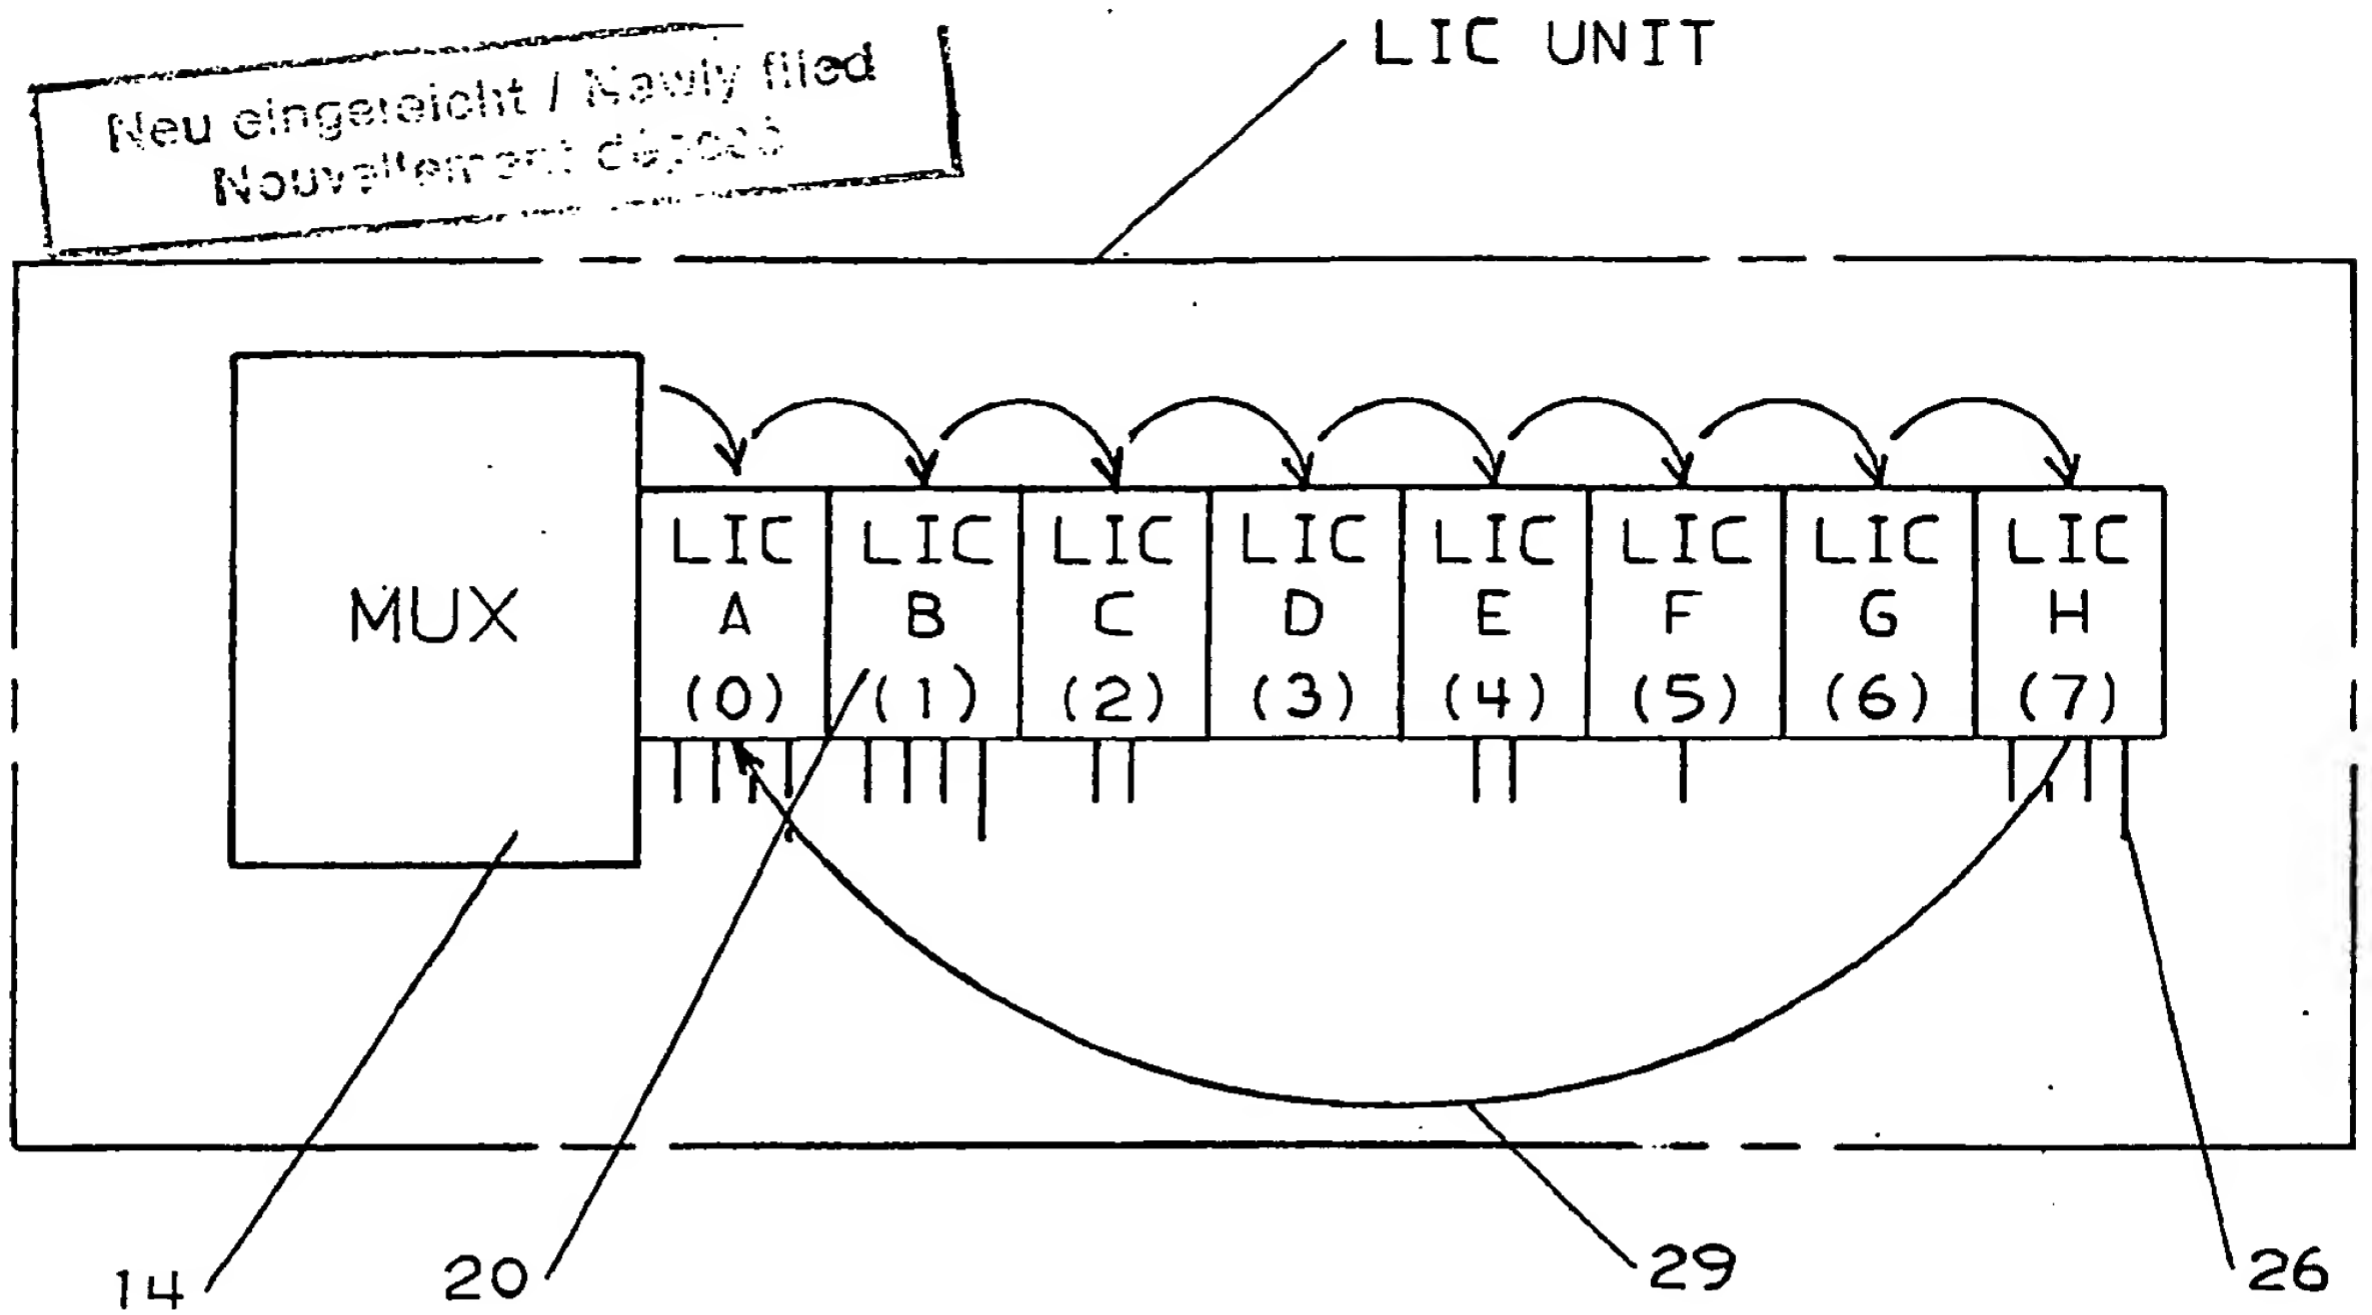 LIC UNIT
Neu eingereicht / Newly filed
Nouvellement déposé
MUX
LIC A (0)
LIC B (1)
LIC C (2)
LIC D (3)
LIC E (4)
LIC F (5)
LIC G (6)
LIC H (7)
14
20
29
26